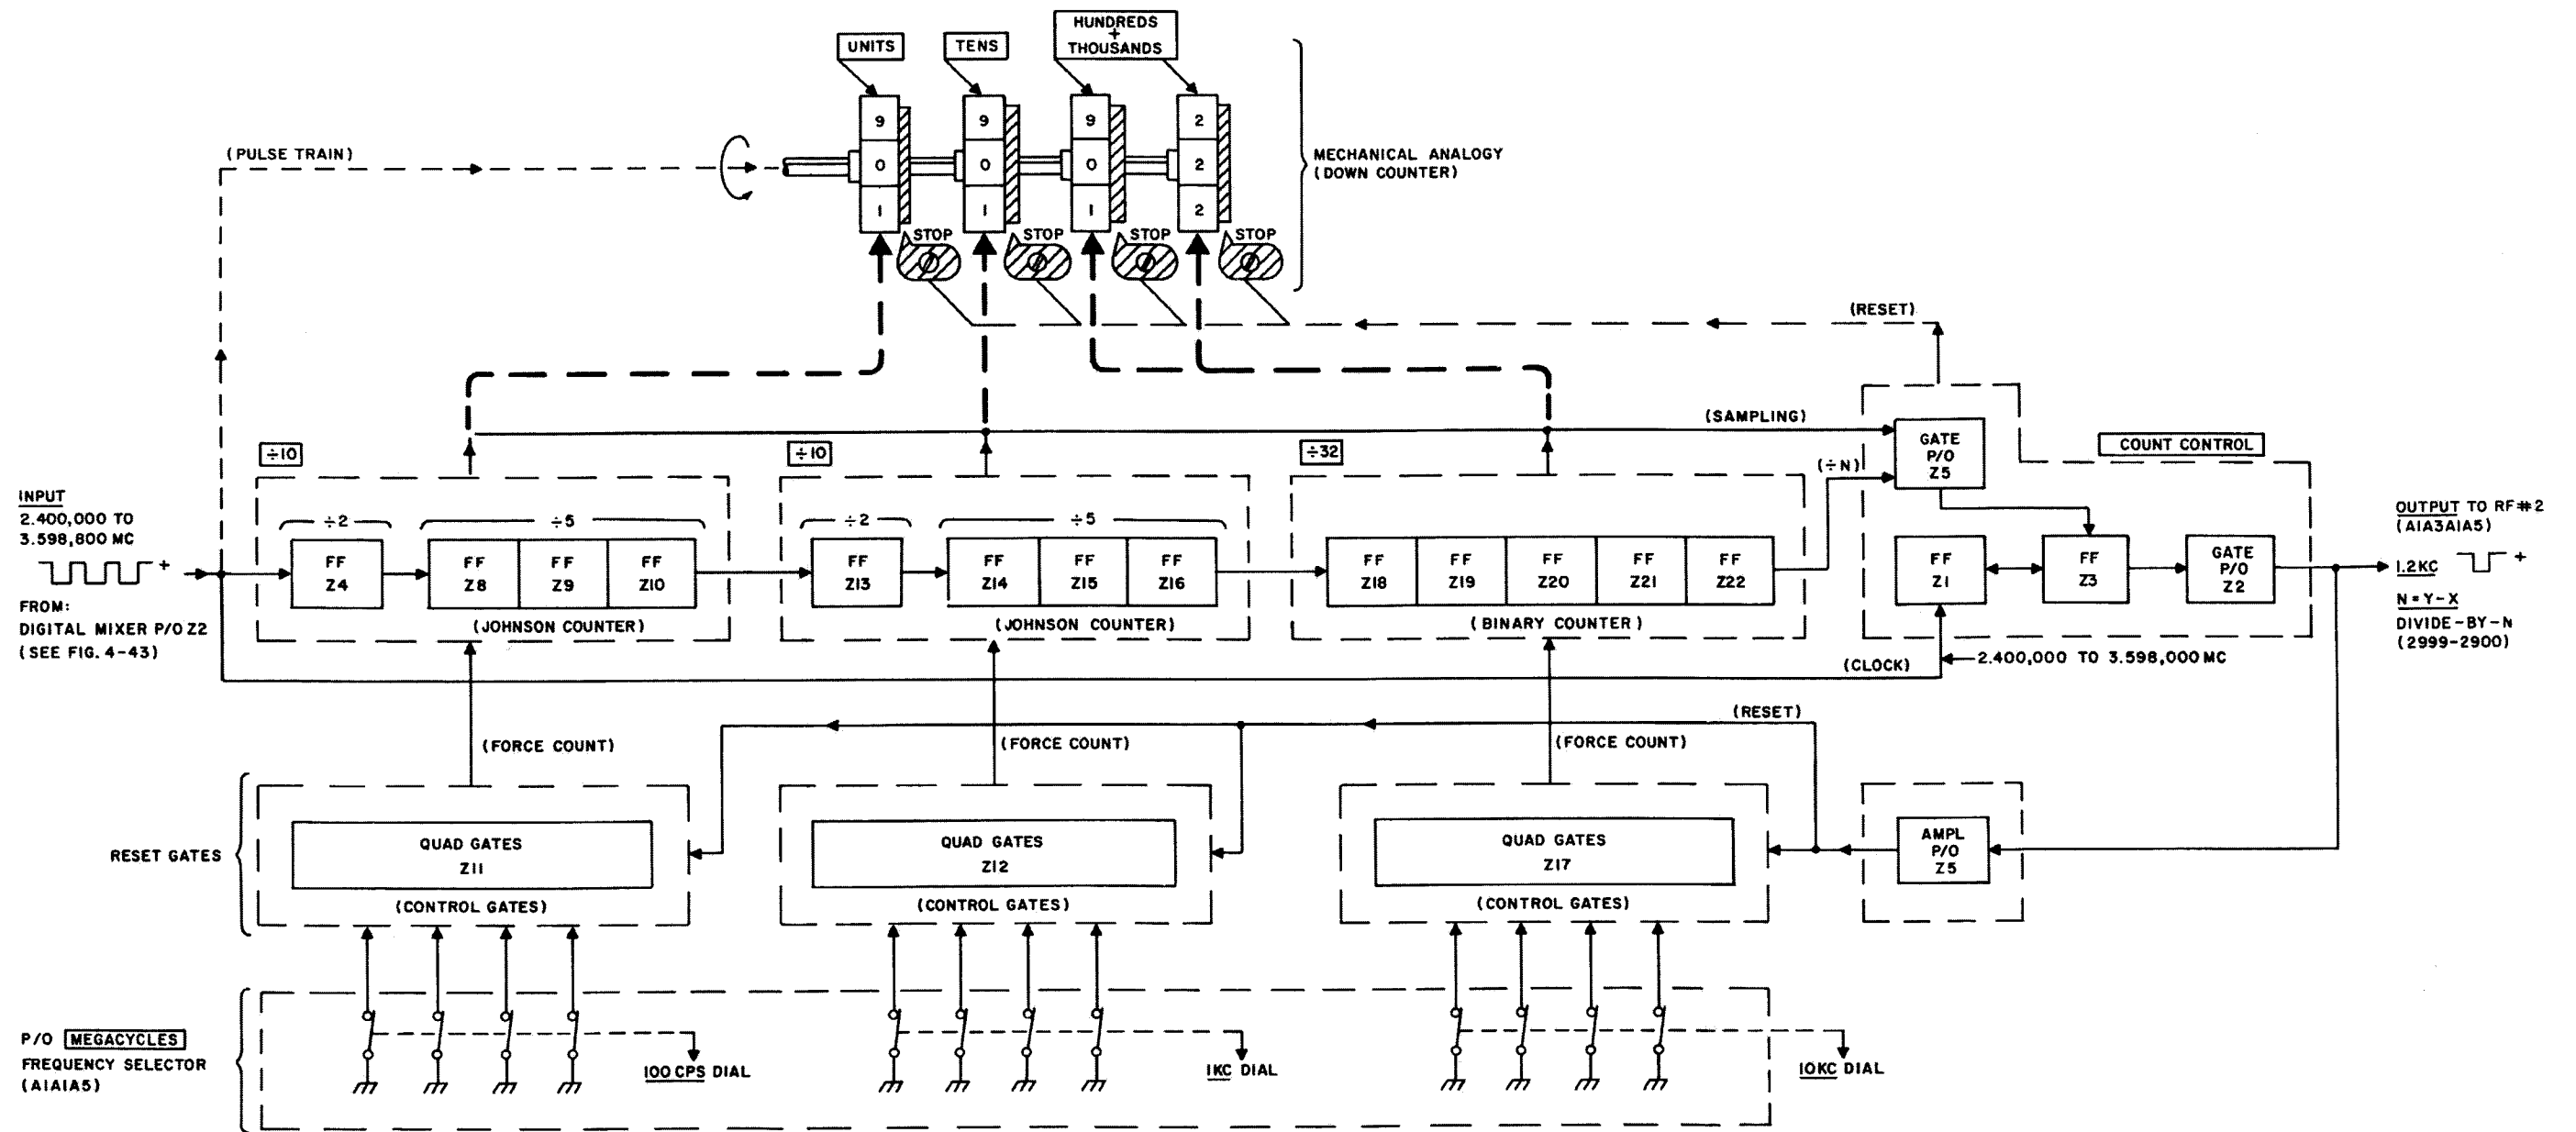 HUNDREDS
+
THOUSANDS
UNITS
TENS
9
0
1
9
0
1
9
0
1
2
2
2
STOP
STOP
STOP
STOP
MECHANICAL ANALOGY
(DOWN COUNTER)
(PULSE TRAIN)
(RESET)
(SAMPLING)
÷10
÷10
÷32
(÷N)
GATE
P/O
Z5
COUNT CONTROL
INPUT
2.400,000 TO
3.598,800 MC
+
FROM:
DIGITAL MIXER P/O Z2
(SEE FIG. 4-43)
÷2
÷5
FF
Z4
FF
Z8
FF
Z9
FF
Z10
(JOHNSON COUNTER)
÷2
÷5
FF
Z13
FF
Z14
FF
Z15
FF
Z16
(JOHNSON COUNTER)
FF
Z18
FF
Z19
FF
Z20
FF
Z21
FF
Z22
(BINARY COUNTER)
FF
Z1
FF
Z3
GATE
P/O
Z2
OUTPUT TO RF#2
(A1A3A1A5)
1.2KC
+
N=Y-X
DIVIDE-BY-N
(2999-2900)
(CLOCK)
2.400,000 TO 3.598,000 MC
(RESET)
(FORCE COUNT)
(FORCE COUNT)
(FORCE COUNT)
RESET GATES
QUAD GATES
Z11
(CONTROL GATES)
QUAD GATES
Z12
(CONTROL GATES)
QUAD GATES
Z17
(CONTROL GATES)
AMPL
P/O
Z5
P/O MEGACYCLES
FREQUENCY SELECTOR
(A1A1A5)
100 CPS DIAL
1KC DIAL
10KC DIAL